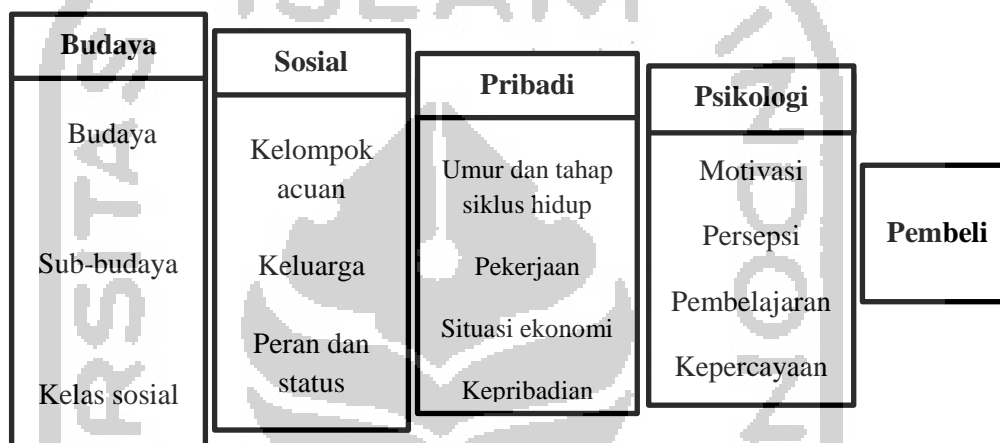 Budaya
Budaya
Sub-budaya
Kelas sosial
Sosial
Kelompok
acuan
Keluarga
Peran dan
status
Pribadi
Umur dan tahap
siklus hidup
Pekerjaan
Situasi ekonomi
Kepribadian
Psikologi
Motivasi
Persepsi
Pembelajaran
Kepercayaan
Pembeli
ISLAM